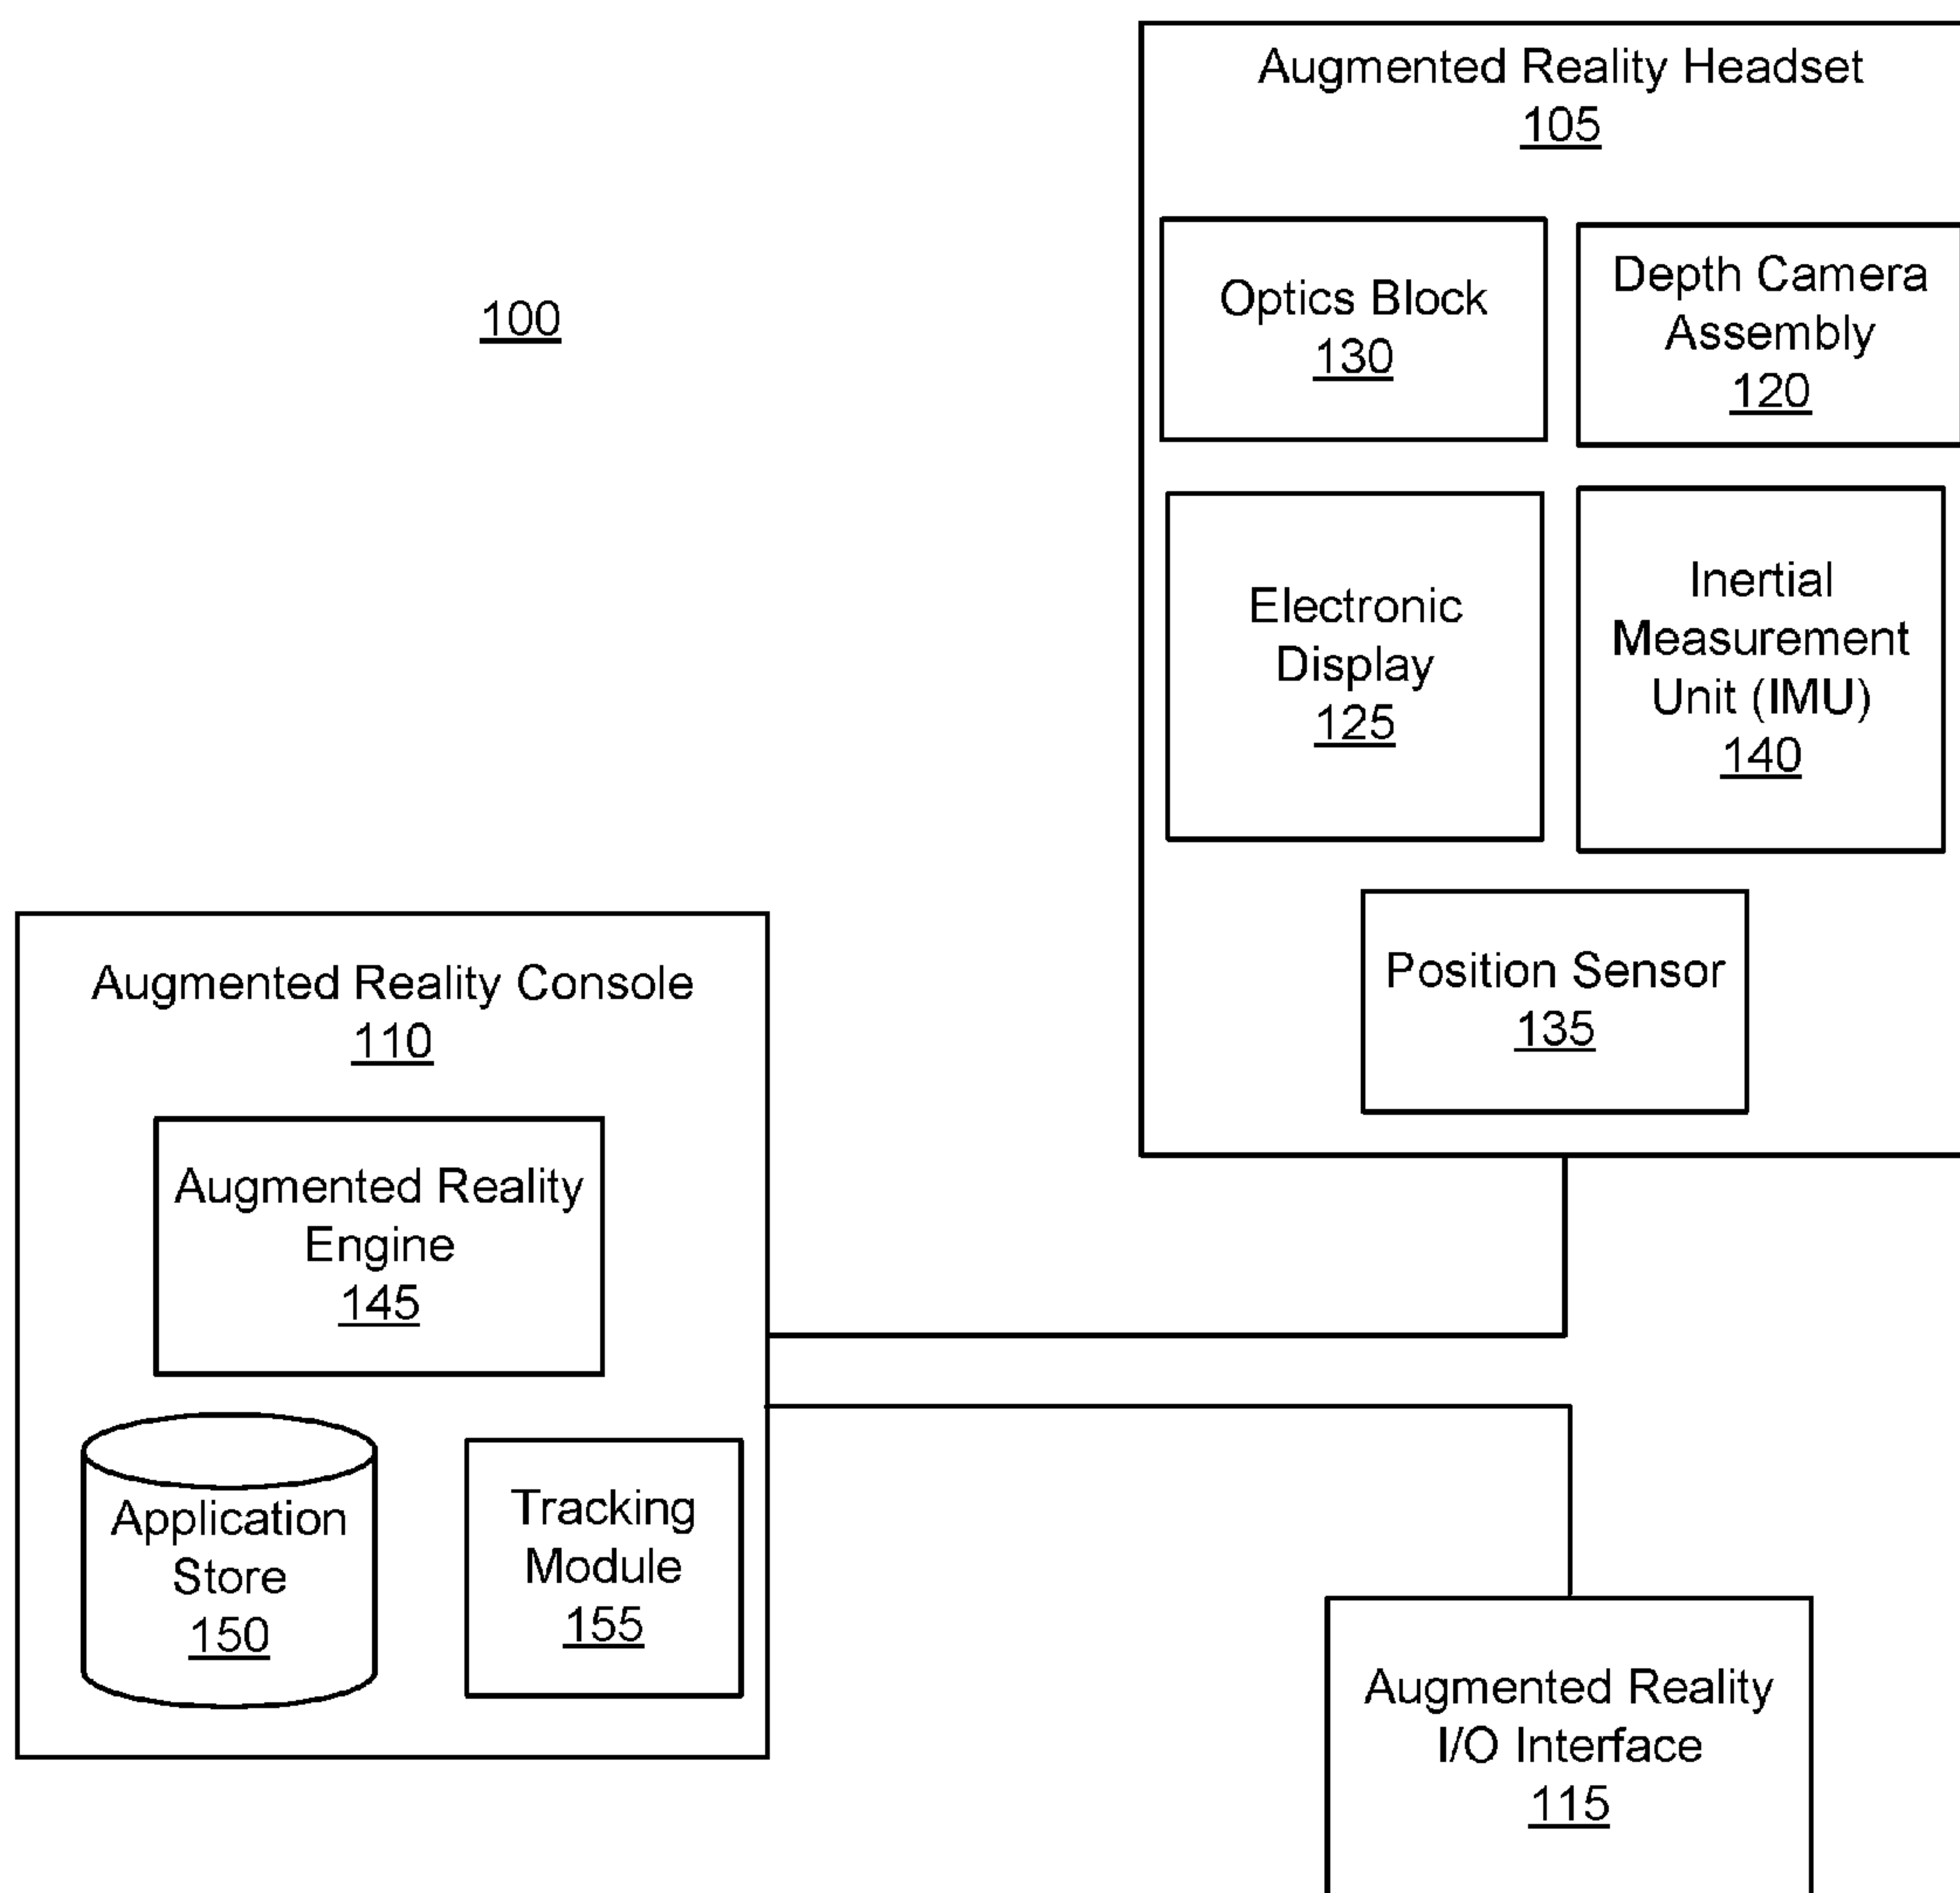 100
Augmented Reality Headset
105
Optics Block
130
Depth Camera
Assembly
120
Electronic
Display
125
Inertial
Measurement
Unit (IMU)
140
Position Sensor
135
Augmented Reality Console
110
Augmented Reality
Engine
145
Application
Store
150
Tracking
Module
155
Augmented Reality
I/O Interface
115